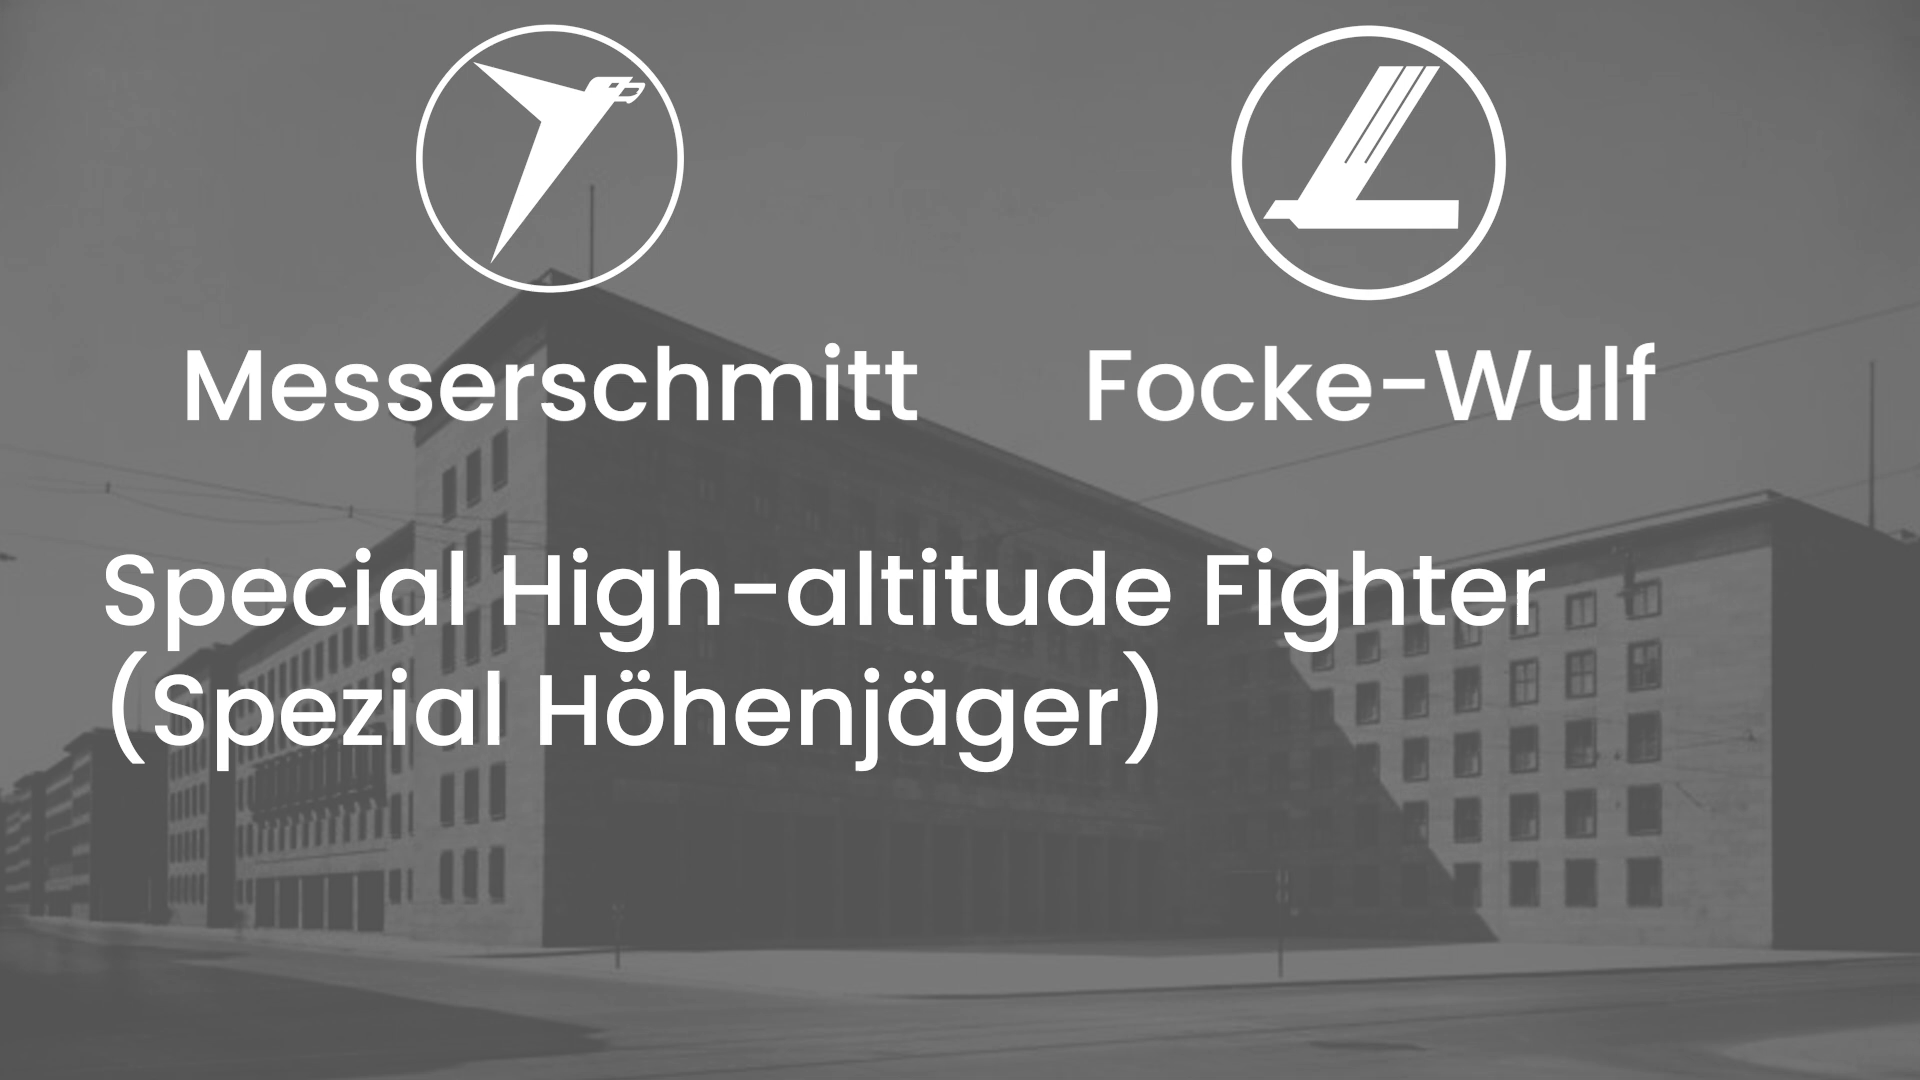 Messerschmitt
Focke-Wulf
Special High-altitude Fighter
(Spezial Höhenjäger)